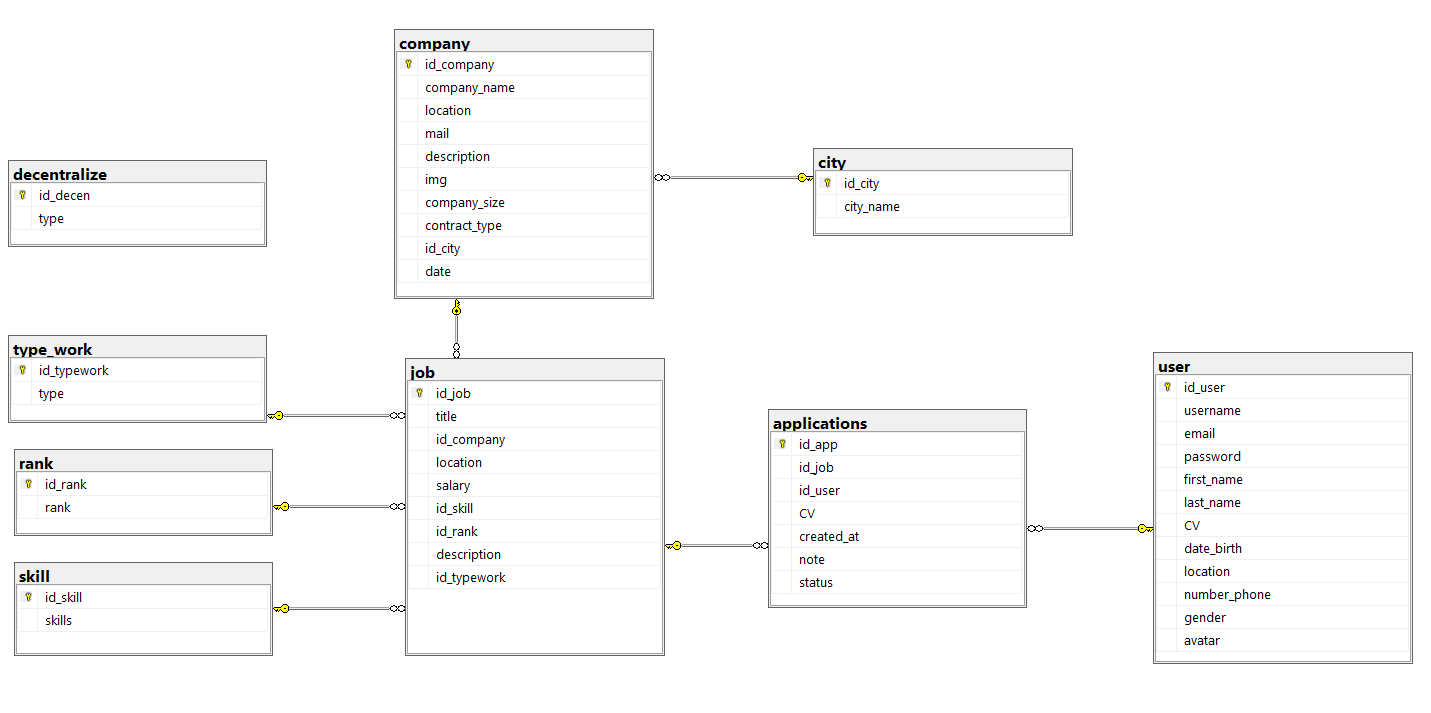 company
id_company
company_name
location
mail
description
img
company_size
contract_type
id_city
date
decentralize
id_decen
type
city
id_city
city_name
type_work
id_typework
type
rank
id_rank
rank
skill
id_skill
skills
job
id_job
title
id_company
location
salary
id_skill
id_rank
description
id_typework
applications
id_app
id_job
id_user
CV
created_at
note
status
user
id_user
username
email
password
first_name
last_name
CV
date_birth
location
number_phone
gender
avatar